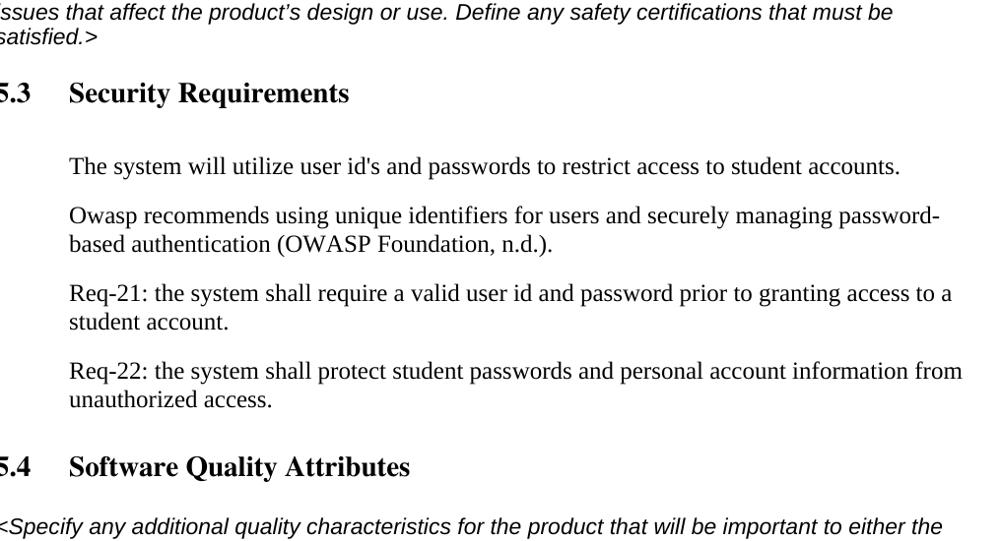 issues that affect the product's design or use. Define any safety certifications that must be
satisfied.>
5.3 Security Requirements
The system will utilize user id's and passwords to restrict access to student accounts.
Owasp recommends using unique identifiers for users and securely managing password-
based authentication (OWASP Foundation, n.d.).
Req-21: the system shall require a valid user id and password prior to granting access to a
student account.
Req-22: the system shall protect student passwords and personal account information from
unauthorized access.
5.4 Software Quality Attributes
<Specify any additional quality characteristics for the product that will be important to either the